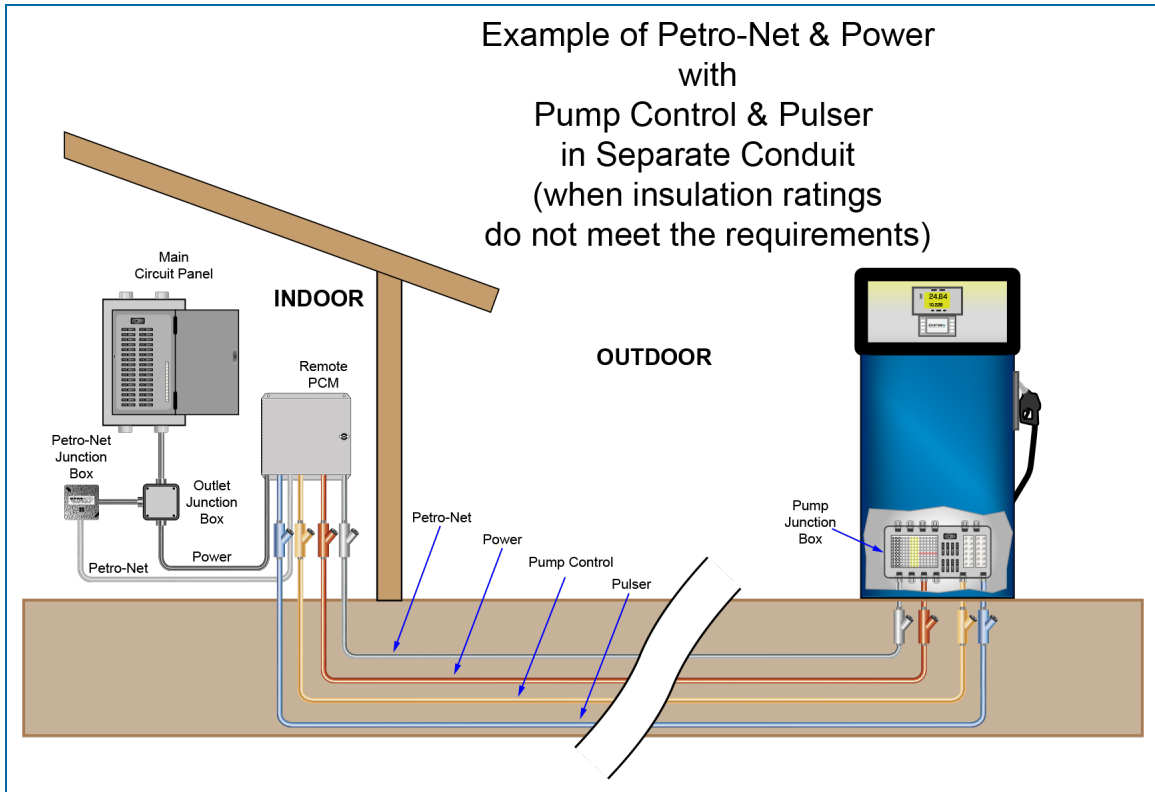 Example of Petro-Net & Power
with
Pump Control & Pulser
in Separate Conduit
(when insulation ratings
do not meet the requirements)
Main
Circuit Panel
INDOOR
OUTDOOR
Remote
PCM
24.64
Petro-Net
Junction
Box
Outlet
Junction
Box
Power
Petro-Net
Petro-Net
Power
Pump Control
Pulser
Pump
Junction
Box